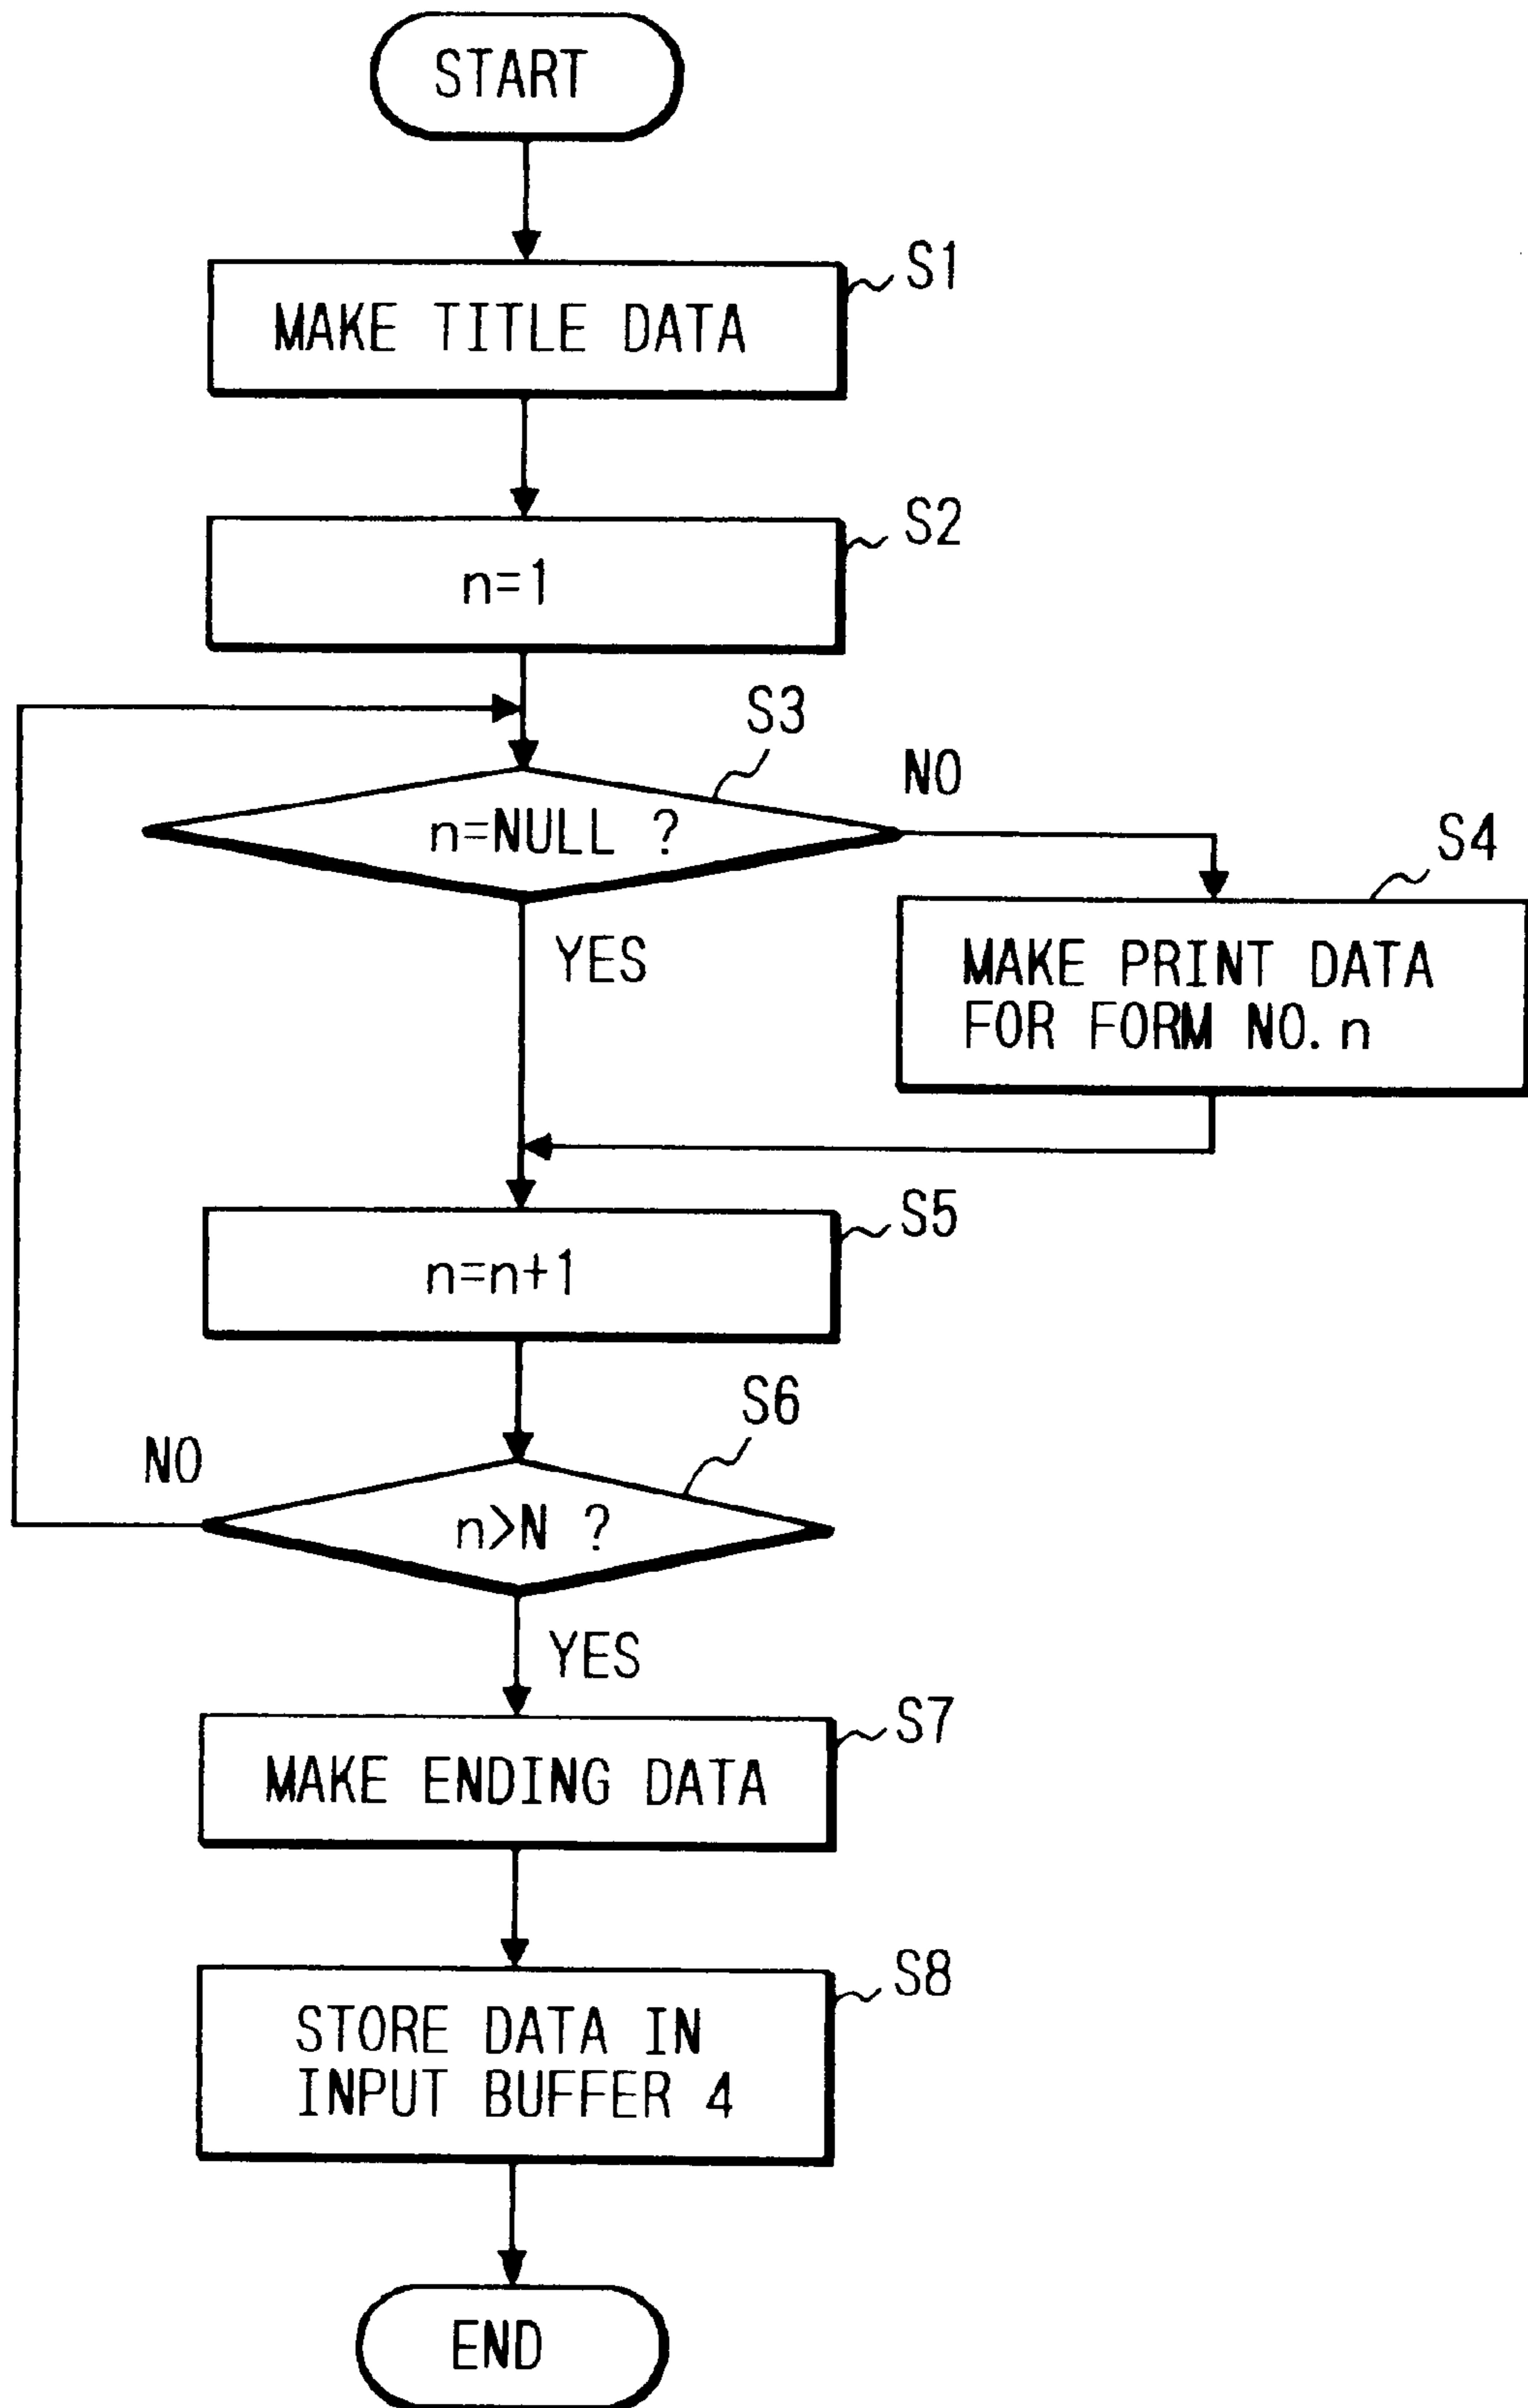 START
S1
MAKE TITLE DATA
S2
n=1
S3
NO
n=NULL ?
S4
YES
MAKE PRINT DATA
FOR FORM NO. n
S5
n=n+1
S6
NO
n>N ?
YES
S7
MAKE ENDING DATA
S8
STORE DATA IN
INPUT BUFFER 4
END